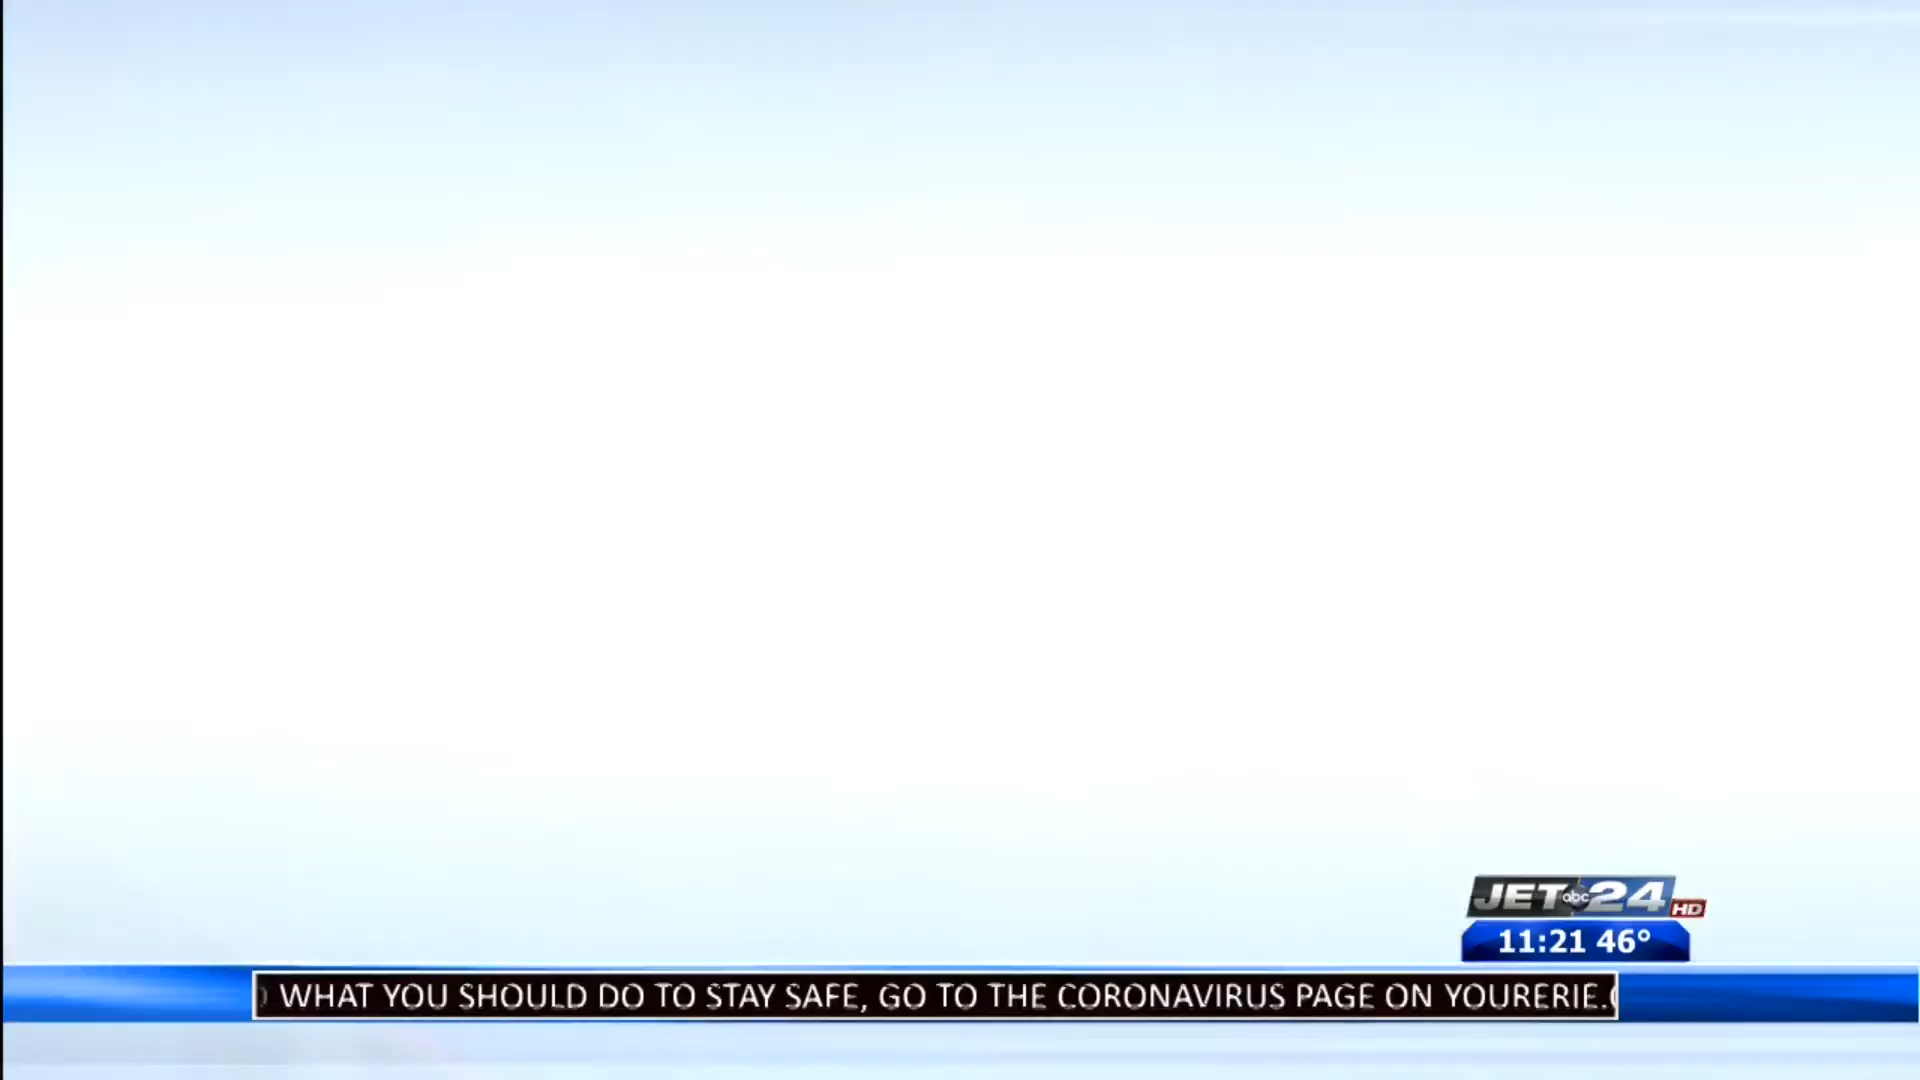 JET abc 24 HD
11:21 46°
WHAT YOU SHOULD DO TO STAY SAFE, GO TO THE CORONAVIRUS PAGE ON YOURERIE.